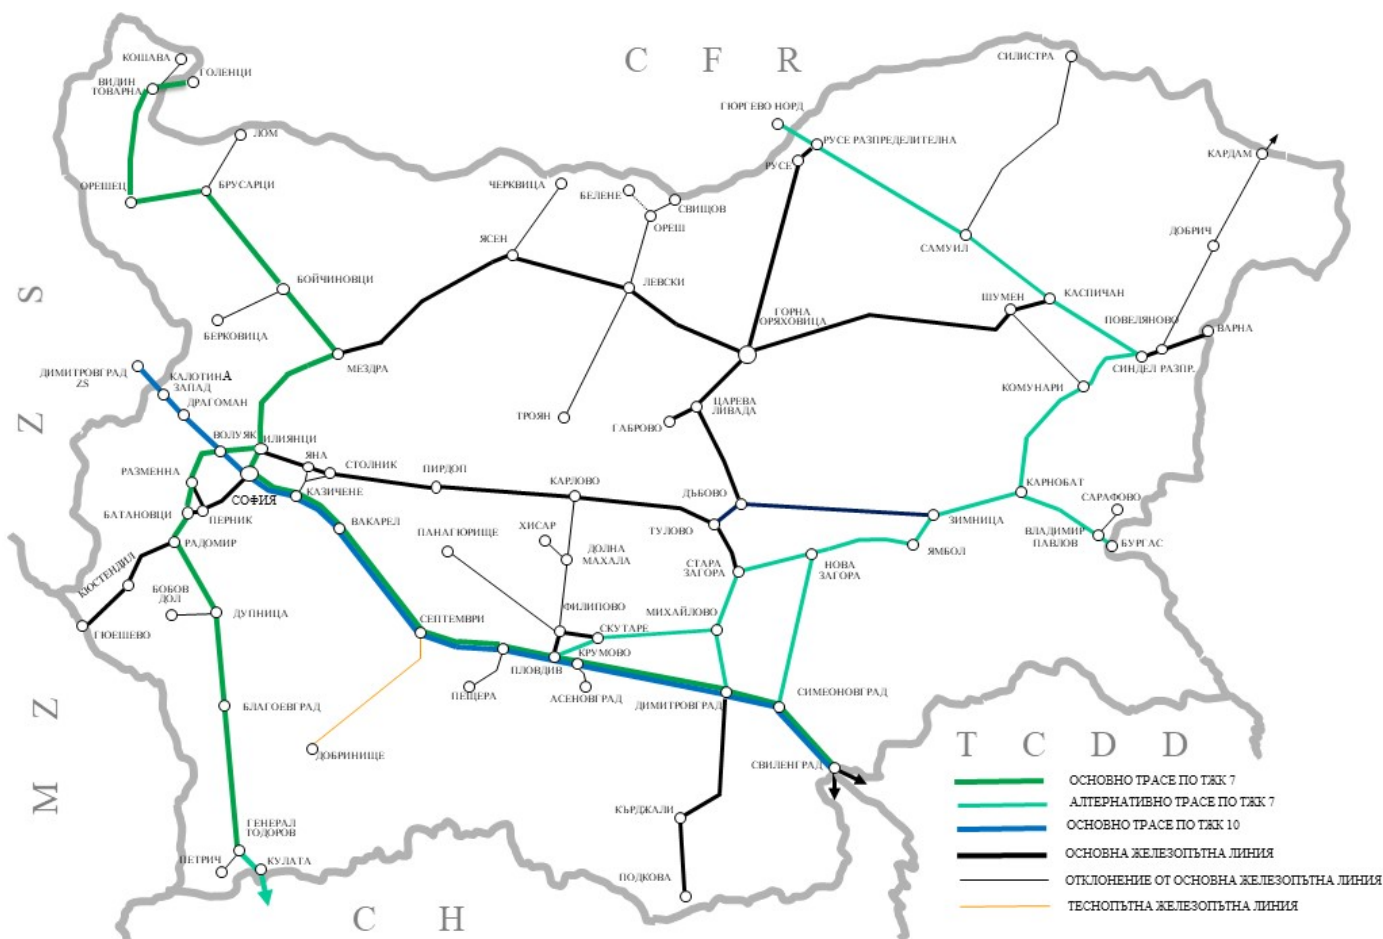 C F R
КОШАВА
ГОЛЕНЦИ
ВИДИН
ТОВАРНА
СИЛИСТРА
ГЮРГЕВО НОРД
РУСЕ РАЗПРЕДЕЛИТЕЛНА
РУСЕ
ЛОМ
КАРДАМ
ОРЕШЕЦ
БРУСАРЦИ
ЧЕРКВИЦА
БЕЛЕНЕ
СВИЩОВ
ОРЕШ
ЯСЕН
САМУИЛ
ДОБРИЧ
БОЙЧИНОВЦИ
ЛЕВСКИ
ШУМЕН
КАСПИЧАН
ГОРНА
ОРЯХОВИЦА
ПОВЕЛЯНОВО
ВАРНА
БЕРКОВИЦА
МЕЗДРА
СИНДЕЛ РАЗПР.
ДИМИТРОВГРАД
ZS
КАЛОТИНА
ЗАПАД
ДРАГОМАН
КОМУНАРИ
ТРОЯН
ГАБРОВО
ЦАРЕВА
ЛИВАДА
ZZS
ВОЛУЯК
ИЛИЯНЦИ
ЯНА
СТОЛНИК
ПИРДОП
КАРЛОВО
РАЗМЕННА
СОФИЯ
КАЗИЧЕНЕ
ДЪБОВО
КАРНОБАТ
САРАФОВО
БАТАНОВЦИ
ПЕРНИК
ВАКАРЕЛ
ПАНАГЮРИЩЕ
ХИСАР
ТУЛОВО
ЗИМНИЦА
ВЛАДИМИР
ПАВЛОВ
БУРГАС
РАДОМИР
ДОЛНА
МАХАЛА
СТАРА
ЗАГОРА
НОВА
ЗАГОРА
ЯМБОЛ
КЮСТЕНДИЛ
БОБОВ
ДОЛ
ДУПНИЦА
ГЮЕШЕВО
СЕПТЕМВРИ
ФИЛИПОВО
СКУТАРЕ
МИХАЙЛОВО
ПЛОВДИВ
КРУМОВО
ПЕЩЕРА
АСЕНОВГРАД
ДИМИТРОВГРАД
СИМЕОНОВГРАД
БЛАГОЕВГРАД
ДОБРИНИЩЕ
СВИЛЕНГРАД
MZ
T C D D
ОСНОВНО ТРАСЕ ПО ТЖК 7
АЛТЕРНАТИВНО ТРАСЕ ПО ТЖК 7
ОСНОВНО ТРАСЕ ПО ТЖК 10
ОСНОВНА ЖЕЛЕЗОПЪТНА ЛИНИЯ
ОТКЛОНЕНИЕ ОТ ОСНОВНА ЖЕЛЕЗОПЪТНА ЛИНИЯ
ТЕСНОПЪТНА ЖЕЛЕЗОПЪТНА ЛИНИЯ
КЪРДЖАЛИ
ПОДКОВА
ГЕНЕРАЛ
ТОДОРОВ
ПЕТРИЧ
КУЛАТА
C H